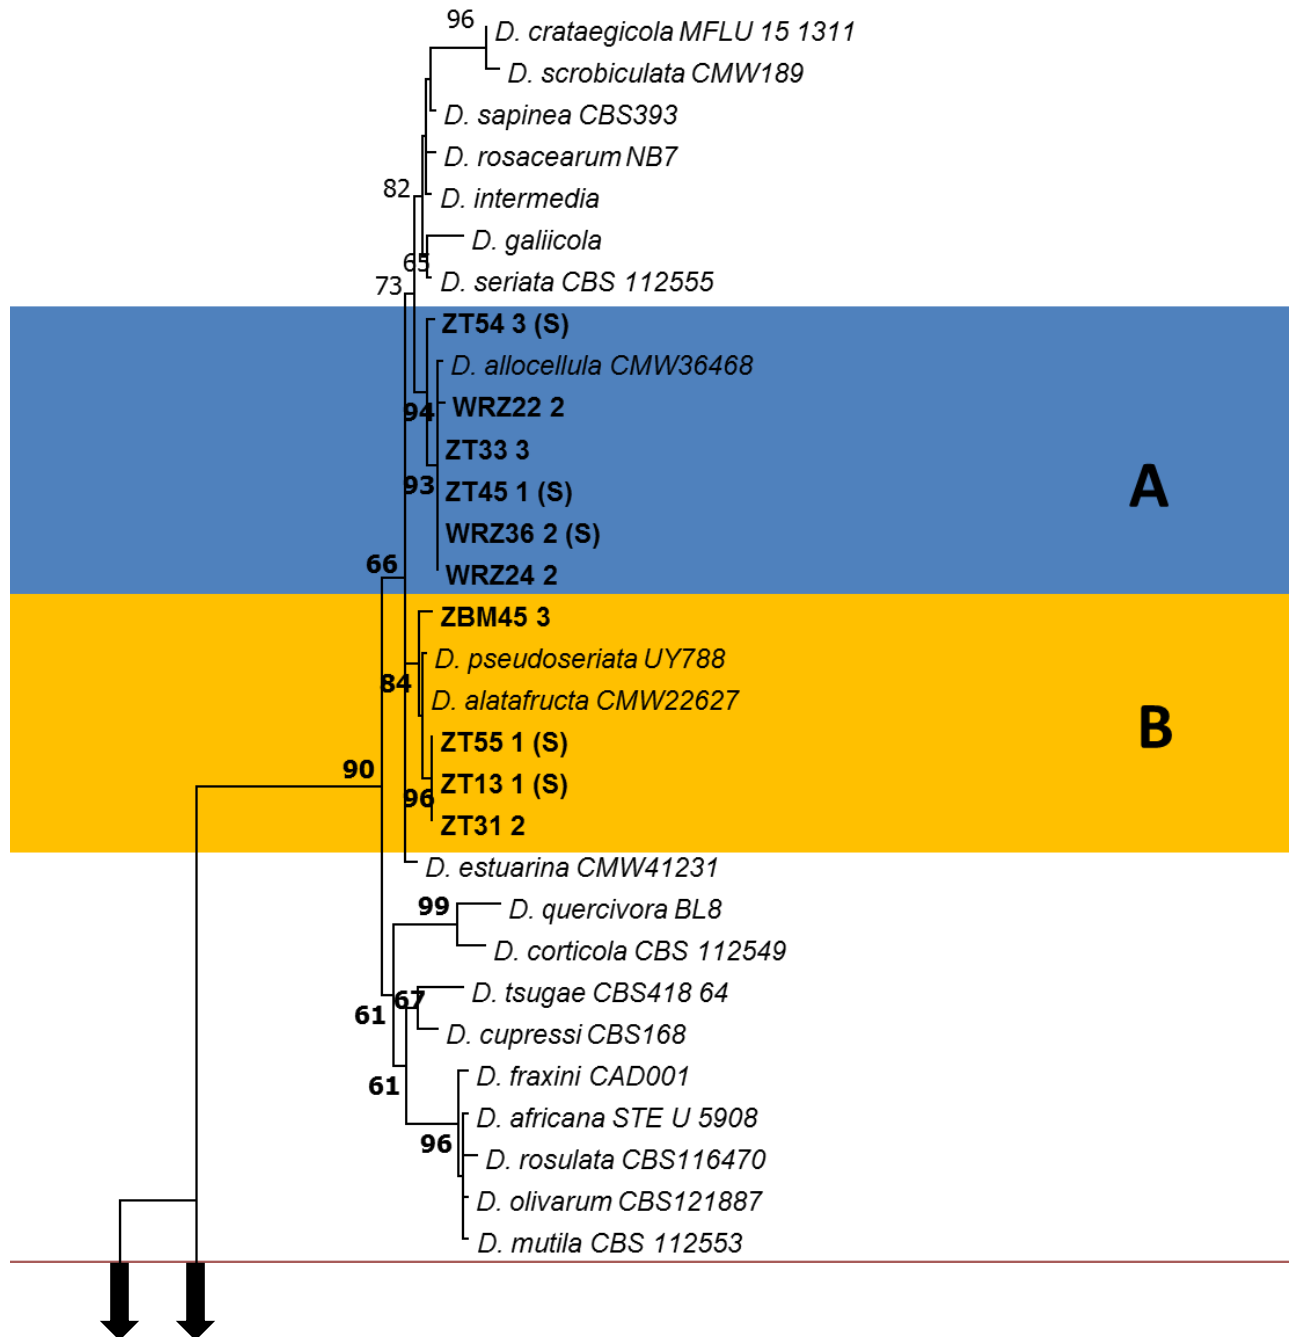 96
D. crataegicola MFLU 15 1311
D. scrobiculata CMW189
D. sapinea CBS393
D. rosacearum NB7
82
D. intermedia
D. galiicola
65
73
D. seriata CBS 112555
ZT54 3 (S)
D. allocellula CMW36468
94
WRZ22 2
ZT33 3
93
ZT45 1 (S)
A
WRZ36 2 (S)
66
WRZ24 2
ZBM45 3
D. pseudoseriata UY788
84
D. alatafructa CMW22627
B
ZT55 1 (S)
90
ZT13 1 (S)
96
ZT31 2
D. estuarina CMW41231
99
D. quercivora BL8
D. corticola CBS 112549
67
D. tsugae CBS418 64
61
D. cupressi CBS168
61
D. fraxini CAD001
D. africana STE U 5908
96
D. rosulata CBS116470
D. olivarum CBS121887
D. mutila CBS 112553